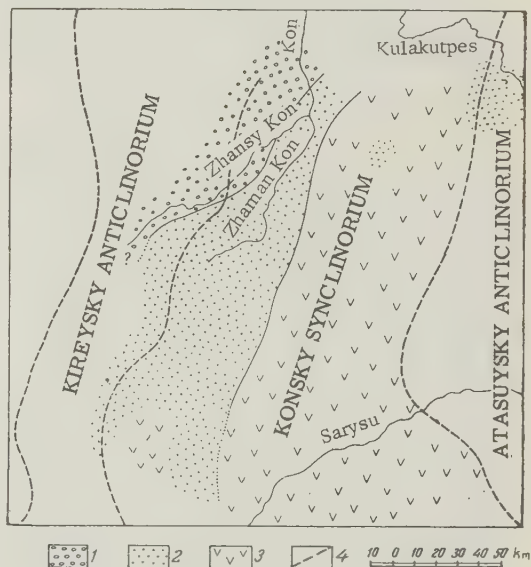 Kon
Kulakutpes
Zhansy Kon
Zhaman Kon
KIREYSKY ANTICLINORIUM
KONSKY SYNCLINORIUM
ATASUYSKY ANTICLINORIUM
?
Sarysu
1 2 3 4 10 0 10 20 30 40 50 km